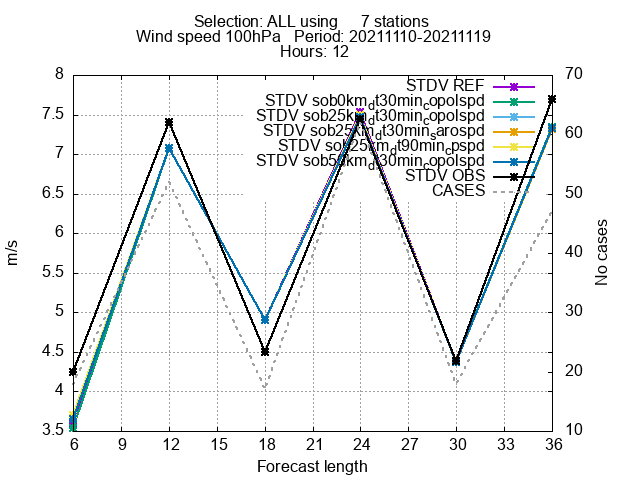 Selection: ALL using 7 stations
Wind speed 100hPa Period: 20211110-20211119
Hours: 12
8
7.5
7
6.5
6
5.5
5
4.5
4
3.5
m/s
70
60
50
40
30
20
10
No cases
STDV REF
STDV sob0km_dt30min_copolspd
STDV sob25km_dt30min_copolspd
STDV sob25km_dt30min_sarospd
STDV sob25km_dt90min_cpspd
STDV sob50km_dt30min_copolspd
STDV OBS
CASES
6 9 12 15 18 21 24 27 30 33 36
Forecast length